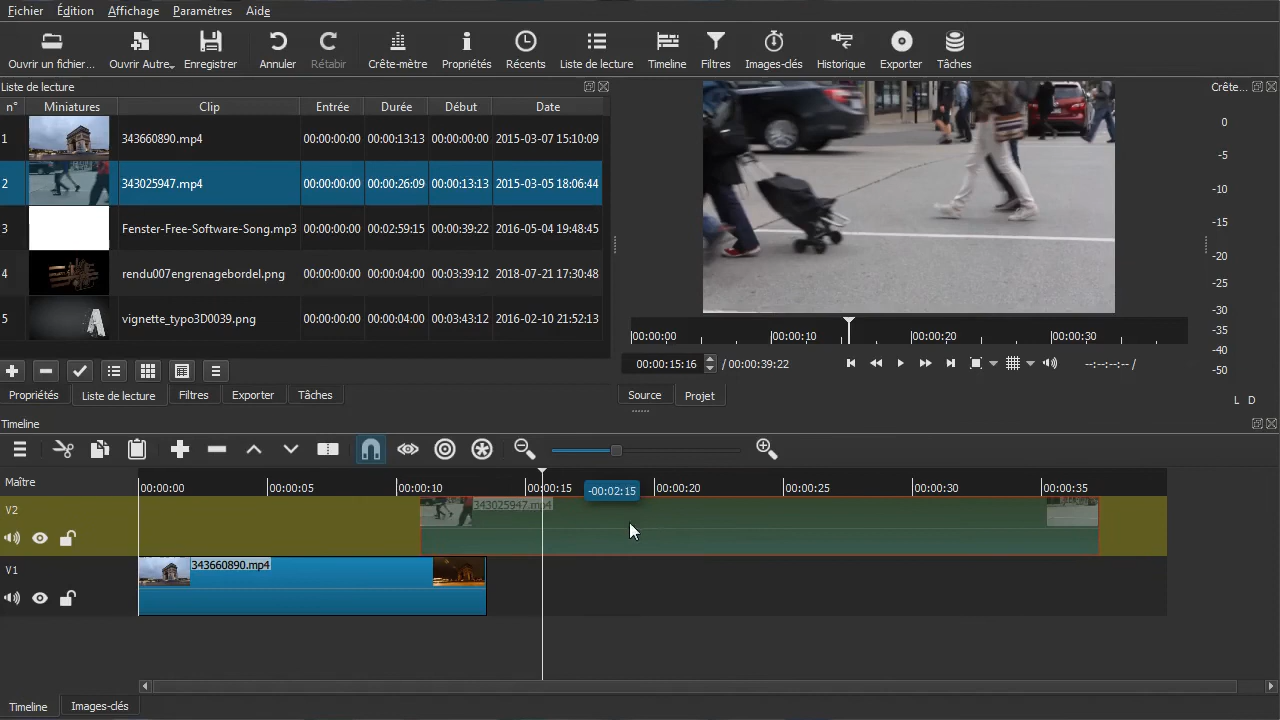 Fichier Édition Affichage Paramètres Aide
Ouvrir un fichier... Ouvrir Autre... Enregistrer Annuler Rétabir Crête-mètre Propriétés Récents Liste de lecture Timeline Filtres Images-clés Historique Exporter Tâches
Liste de lecture
n° Miniatures Clip Entrée Durée Début Date
1 343660890.mp4 00:00:00:00 00:00:13:13 00:00:00:00 2015-03-07 15:10:09
2 343025947.mp4 00:00:00:00 00:00:26:09 00:00:13:13 2015-03-05 18:06:44
3 Fenster-Free-Software-Song.mp3 00:00:00:00 00:02:59:15 00:00:39:22 2016-05-04 19:48:45
4 rendu007engrenagebordel.png 00:00:00:00 00:00:04:00 00:03:39:12 2018-07-21 17:30:48
5 vignette_typo3D0039.png 00:00:00:00 00:00:04:00 00:03:43:12 2016-02-10 21:52:13
Propriétés Liste de lecture Filtres Exporter Tâches
00:00:00 00:00:10 00:00:20 00:00:30
00:00:15:16 / 00:00:39:22 --:--:--:-- /
Source Projet
Crête...
0
-5
-10
-15
-20
-25
-30
-35
-40
-50
L D
Timeline
Maître 00:00:00 00:00:05 00:00:10 00:00:15 00:00:20 00:00:25 00:00:30 00:00:35
-00:02:15
V2 343025947.mp4
V1 343660890.mp4
Timeline Images-clés